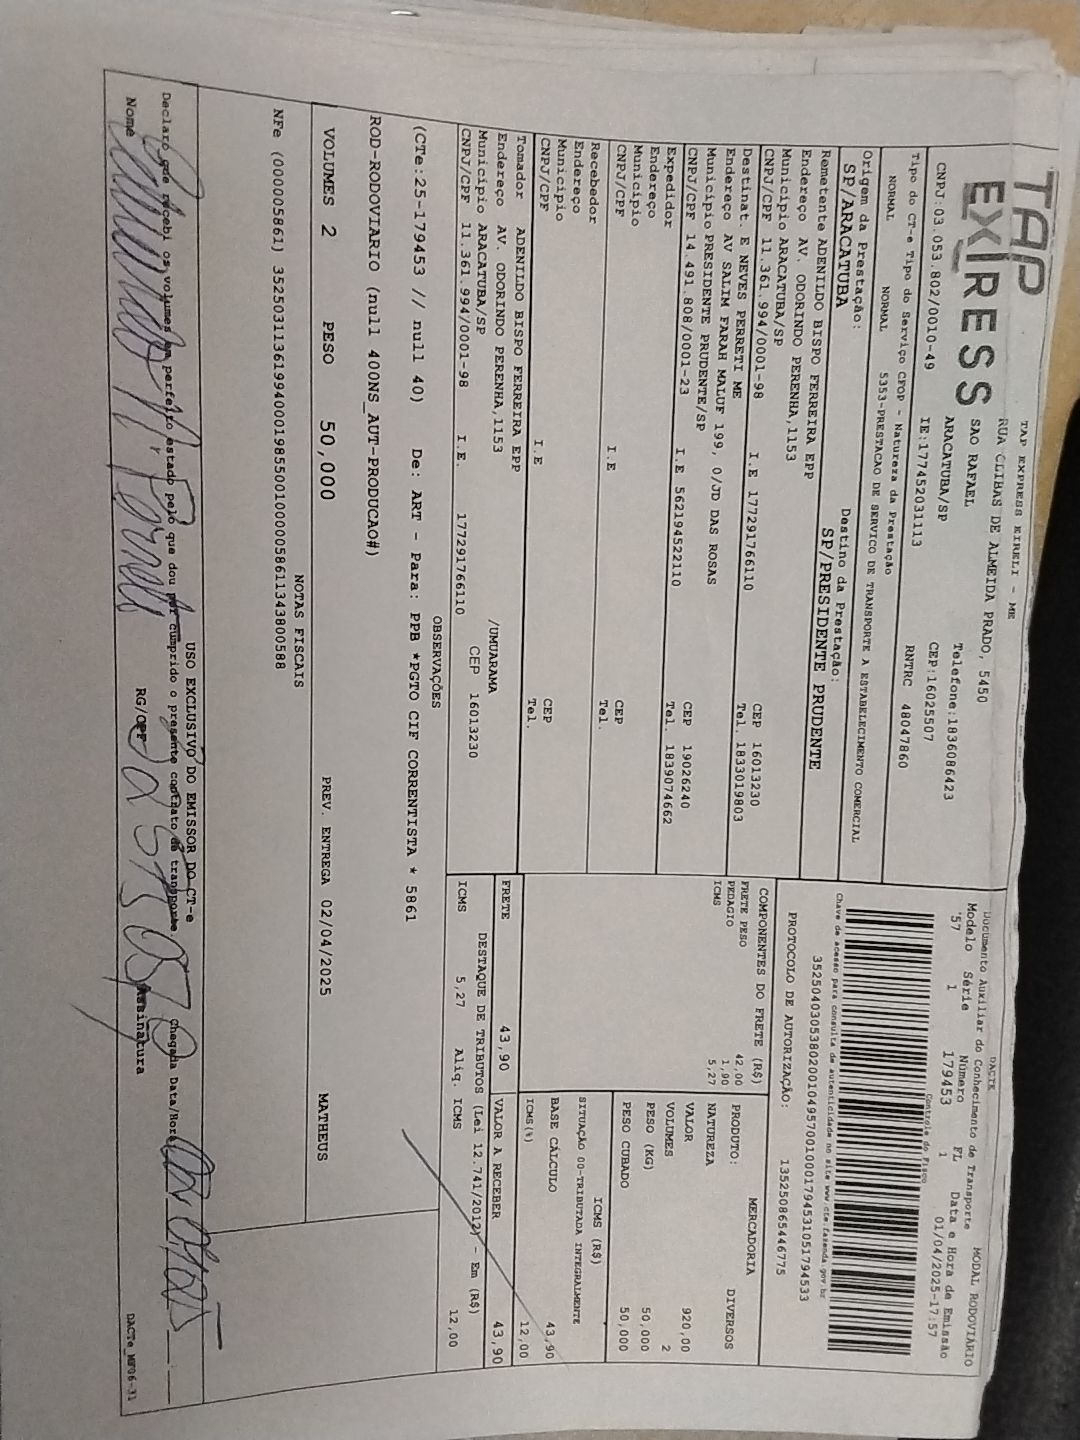 TAP EXPRESS
TAP EXPRESS EIRELI - ME
RUA CLIBAS DE ALMEIDA PRADO, 5450
SAO RAFAEL
ARACATUBA/SP
Telefone:1836086423
CEP:16025507
CNPJ:03.053.802/0010-49 IE:177452031113
RNTRC 48047860
DACTE
Documento Auxiliar do Conhecimento de Transporte MODAL RODOVIÁRIO
Modelo Série Número FL Data e Hora de Emissão
57 1 179453 1 01/04/2025-17:57
Controle do Fisco
Chave de acesso para consulta de autenticidade no site www.cte.fazenda.gov.br
35250403053802001049570010001794531051794533
PROTOCOLO DE AUTORIZAÇÃO: 135250865446775
Tipo do CT-e Tipo do Serviço CFOP - Natureza da Prestação
NORMAL NORMAL 5353-PRESTACAO DE SERVICO DE TRANSPORTE A ESTABELECIMENTO COMERCIAL
Origem da Prestação: Destino da Prestação:
SP/ARACATUBA SP/PRESIDENTE PRUDENTE
Remetente ADENILDO BISPO FERREIRA EPP
Endereço AV. ODORINDO PERENHA,1153
Município ARACATUBA/SP CEP 16013230
CNPJ/CPF 11.361.994/0001-98 I.E 177291766110 Tel. 1833019803
Destinat. E NEVES PERRETI ME
Endereço AV SALIM FARAH MALUF 199, 0/JD DAS ROSAS
Município PRESIDENTE PRUDENTE/SP CEP 19026240
CNPJ/CPF 14.491.808/0001-23 I.E 562194522110 Tel. 1839074662
Expedidor
Endereço
Município CEP
CNPJ/CPF I.E Tel.
Recebedor
Endereço
Município CEP
CNPJ/CPF I.E Tel.
Tomador ADENILDO BISPO FERREIRA EPP
Endereço AV. ODORINDO PERENHA,1153 /UMUARAMA
Município ARACATUBA/SP CEP 16013230
CNPJ/CPF 11.361.994/0001-98 I.E. 177291766110
COMPONENTES DO FRETE (R$)
FRETE PESO 42,00
PEDAGIO 1,90
ICMS 5,27
PRODUTO: MERCADORIA
NATUREZA DIVERSOS
VALOR 920,00
VOLUMES 2
PESO (KG) 50,000
PESO CUBADO 50,000
ICMS (R$)
SITUAÇÃO 00-TRIBUTADA INTEGRALMENTE
BASE CÁLCULO 43,90
ICMS(%) 12,00
FRETE 43,90 VALOR A RECEBER 43,90
DESTAQUE DE TRIBUTOS (Lei 12.741/2012) - Em (R$)
ICMS 5,27 Aliq. ICMS 12,00
OBSERVAÇÕES
(CTe:25-179453 // null 40) De: ART - Para: PPB *PGTO CIF CORRENTISTA * 5861
ROD-RODOVIARIO (null 400NS_AUT-PRODUCAO#)
VOLUMES 2 PESO 50,000 PREV. ENTREGA 02/04/2025 MATHEUS
NOTAS FISCAIS
NFe (000005861) 35250311361994000198550010000058611343800588
USO EXCLUSIVO DO EMISSOR DO CT-e
Declaro que recebi os volumes em perfeito estado pelo que dou por cumprido o presente contrato de transporte. Chegada Data/Hora
Nome RG/CPF Assinatura
DACTe_MF06-31